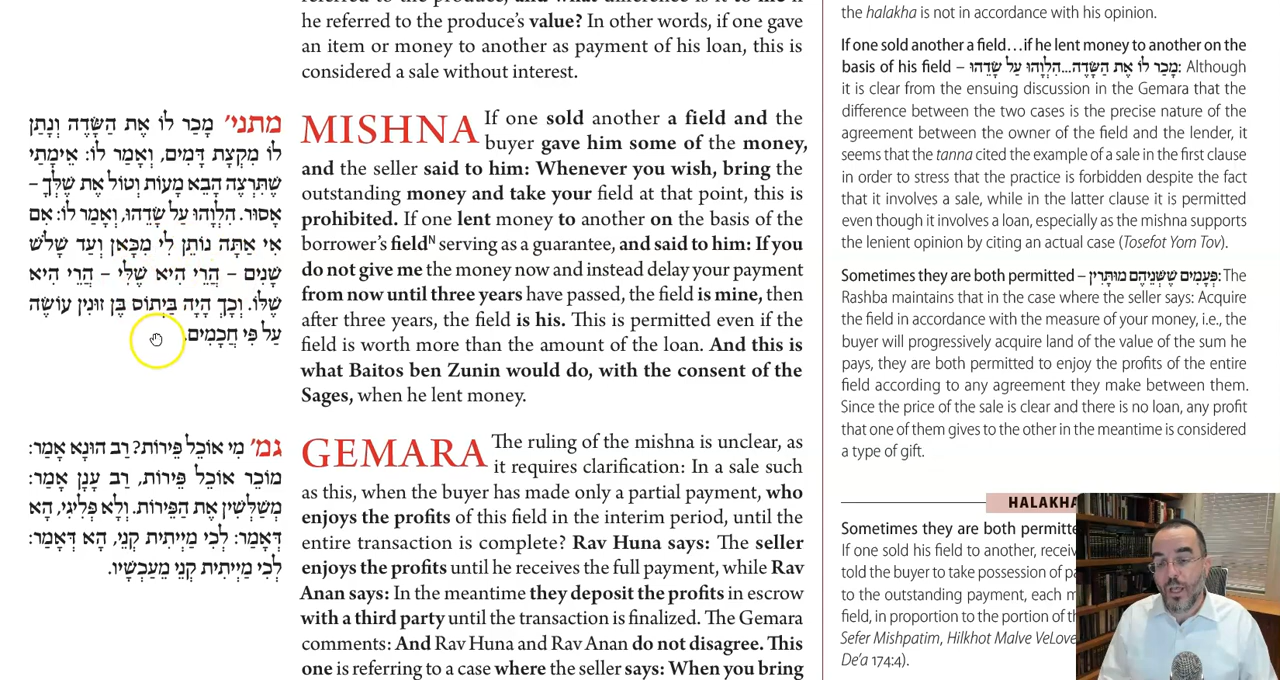 he referred to the produce's value? In other words, if one gave
an item or money to another as payment of his loan, this is
considered a sale without interest.
מתני׳ מָכַר לוֹ אֶת הַשָּׂדֶה וְנָתַן
לוֹ מִקְצָת דָּמִים, וְאָמַר לוֹ: אֵימָתַי
שֶׁתִּרְצֶה הָבֵא מָעוֹת וְטוֹל אֶת שֶׁלְּךָ –
אָסוּר. הִלְוָהוּ עַל שָׂדֵהוּ, וְאָמַר לוֹ: אִם
אִי אַתָּה נוֹתֵן לִי מִכָּאן וְעַד שָׁלֹשׁ
שָׁנִים – הֲרֵי הִיא שֶׁלִּי – הֲרֵי הִיא
שֶׁלּוֹ. וְכָךְ הָיָה בַּיְתוֹס בֶּן זוּנִין עוֹשֶׂה
עַל פִּי חֲכָמִים.
MISHNA If one sold another a field and the
buyer gave him some of the money,
and the seller said to him: Whenever you wish, bring the
outstanding money and take your field at that point, this is
prohibited. If one lent money to another on the basis of the
borrower's fieldᴺ serving as a guarantee, and said to him: If you
do not give me the money now and instead delay your payment
from now until three years have passed, the field is mine, then
after three years, the field is his. This is permitted even if the
field is worth more than the amount of the loan. And this is
what Baitos ben Zunin would do, with the consent of the
Sages, when he lent money.
גמ׳ מִי אוֹכֵל פֵּירוֹת? רַב הוּנָא אָמַר:
מוֹכֵר אוֹכֵל פֵּירוֹת, רַב עָנָן אָמַר:
מְשַׁלְּשִׁין אֶת הַפֵּירוֹת. וְלָא פְּלִיגִי, הָא
דְּאָמַר: לְכִי מַיְיתִית קְנֵי, הָא דְּאָמַר:
לְכִי מַיְיתִית קְנֵי מֵעַכְשָׁיו.
GEMARA The ruling of the mishna is unclear, as
it requires clarification: In a sale such
as this, when the buyer has made only a partial payment, who
enjoys the profits of this field in the interim period, until the
entire transaction is complete? Rav Huna says: The seller
enjoys the profits until he receives the full payment, while Rav
Anan says: In the meantime they deposit the profits in escrow
with a third party until the transaction is finalized. The Gemara
comments: And Rav Huna and Rav Anan do not disagree. This
one is referring to a case where the seller says: When you bring
the halakha is not in accordance with his opinion.
If one sold another a field…if he lent money to another on the
basis of his field – מָכַר לוֹ אֶת הַשָּׂדֶה...הִלְוָהוּ עַל שָׂדֵהוּ: Although
it is clear from the ensuing discussion in the Gemara that the
difference between the two cases is the precise nature of the
agreement between the owner of the field and the lender, it
seems that the tanna cited the example of a sale in the first clause
in order to stress that the practice is forbidden despite the fact
that it involves a sale, while in the latter clause it is permitted
even though it involves a loan, especially as the mishna supports
the lenient opinion by citing an actual case (Tosefot Yom Tov).
Sometimes they are both permitted – פְּעָמִים שֶׁשְּׁנֵיהֶם מוּתָּרִין: The
Rashba maintains that in the case where the seller says: Acquire
the field in accordance with the measure of your money, i.e., the
buyer will progressively acquire land of the value of the sum he
pays, they are both permitted to enjoy the profits of the entire
field according to any agreement they make between them.
Since the price of the sale is clear and there is no loan, any profit
that one of them gives to the other in the meantime is considered
a type of gift.
HALAKHA
Sometimes they are both permitte
If one sold his field to another, recei
told the buyer to take possession of pa
to the outstanding payment, each m
field, in proportion to the portion of th
Sefer Mishpatim, Hilkhot Malve VeLove
De'a 174:4).